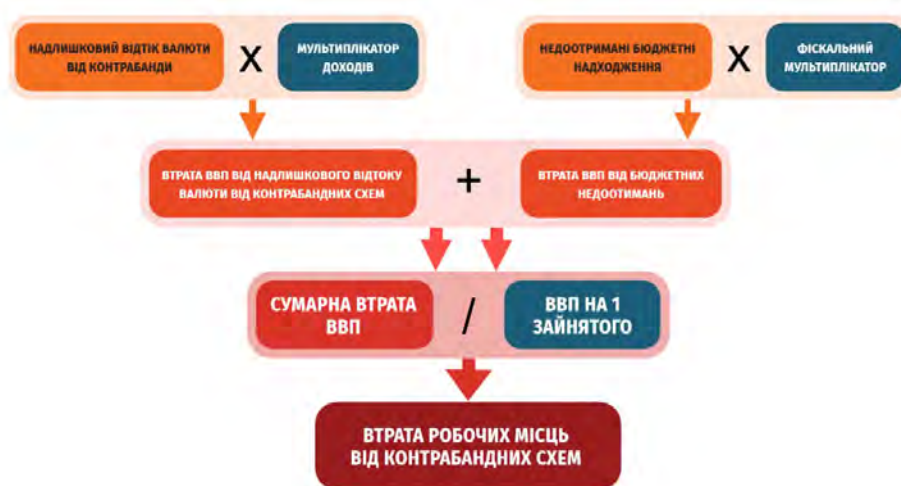 НАДЛИШКОВИЙ ВІДТІК ВАЛЮТИ
ВІД КОНТРАБАНДИ
X
МУЛЬТИПЛІКАТОР
ДОХОДІВ
НЕДООТРИМАНІ БЮДЖЕТНІ
НАДХОДЖЕННЯ
X
ФІСКАЛЬНИЙ
МУЛЬТИПЛІКАТОР
ВТРАТА ВВП ВІД НАДЛИШКОВОГО ВІДТОКУ
ВАЛЮТИ ВІД КОНТРАБАНДНИХ СХЕМ
+
ВТРАТА ВВП ВІД БЮДЖЕТНИХ
НЕДООТИМАНЬ
СУМАРНА ВТРАТА
ВВП
/
ВВП НА 1
ЗАЙНЯТОГО
ВТРАТА РОБОЧИХ МІСЦЬ
ВІД КОНТРАБАНДНИХ СХЕМ